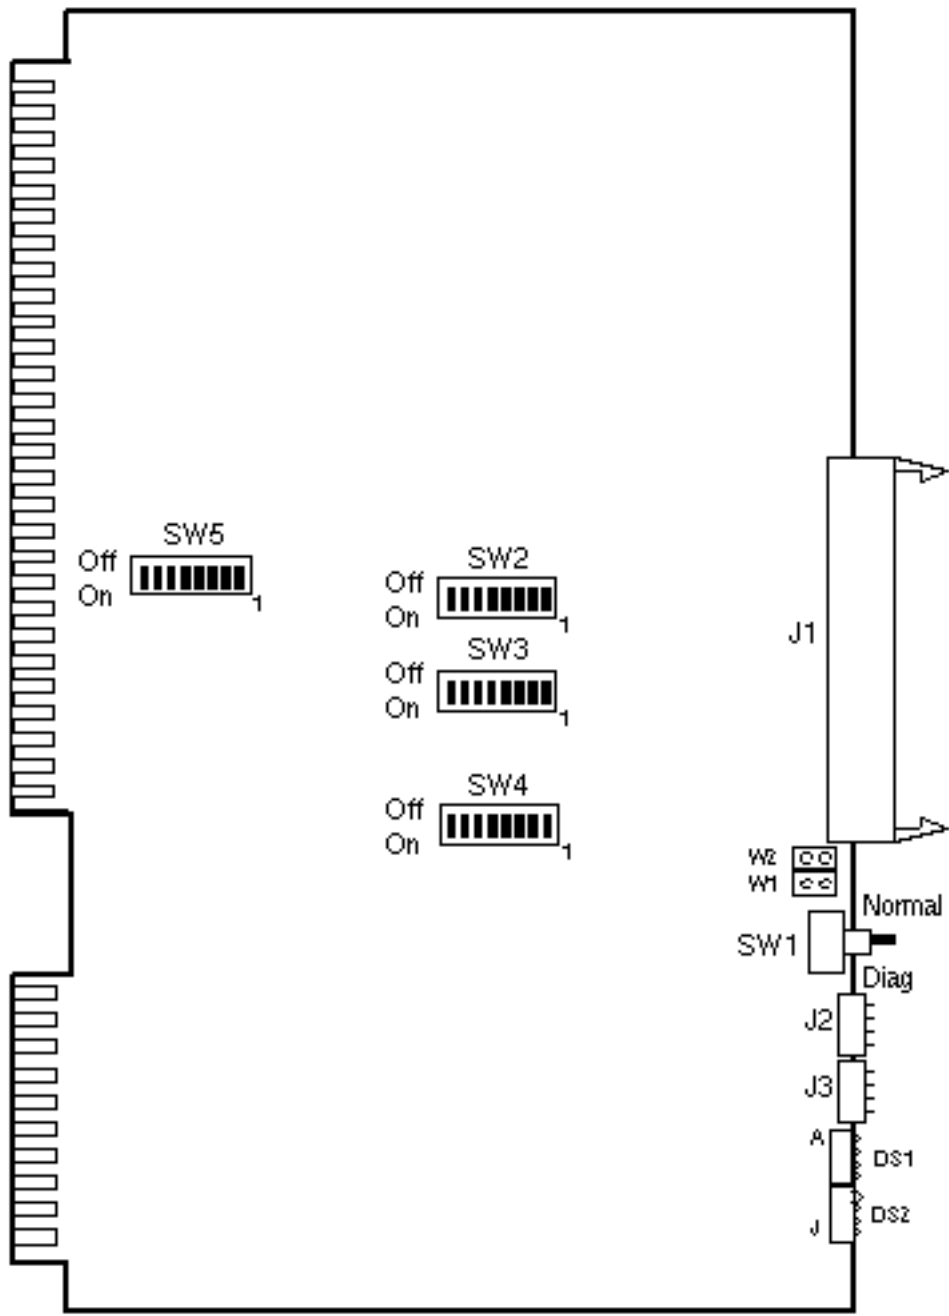 SW5
Off
On
1
SW2
Off
On
1
SW3
Off
On
1
SW4
Off
On
1
J1
W2
W1
Normal
SW1
Diag
J2
J3
A
DS1
J
DS2